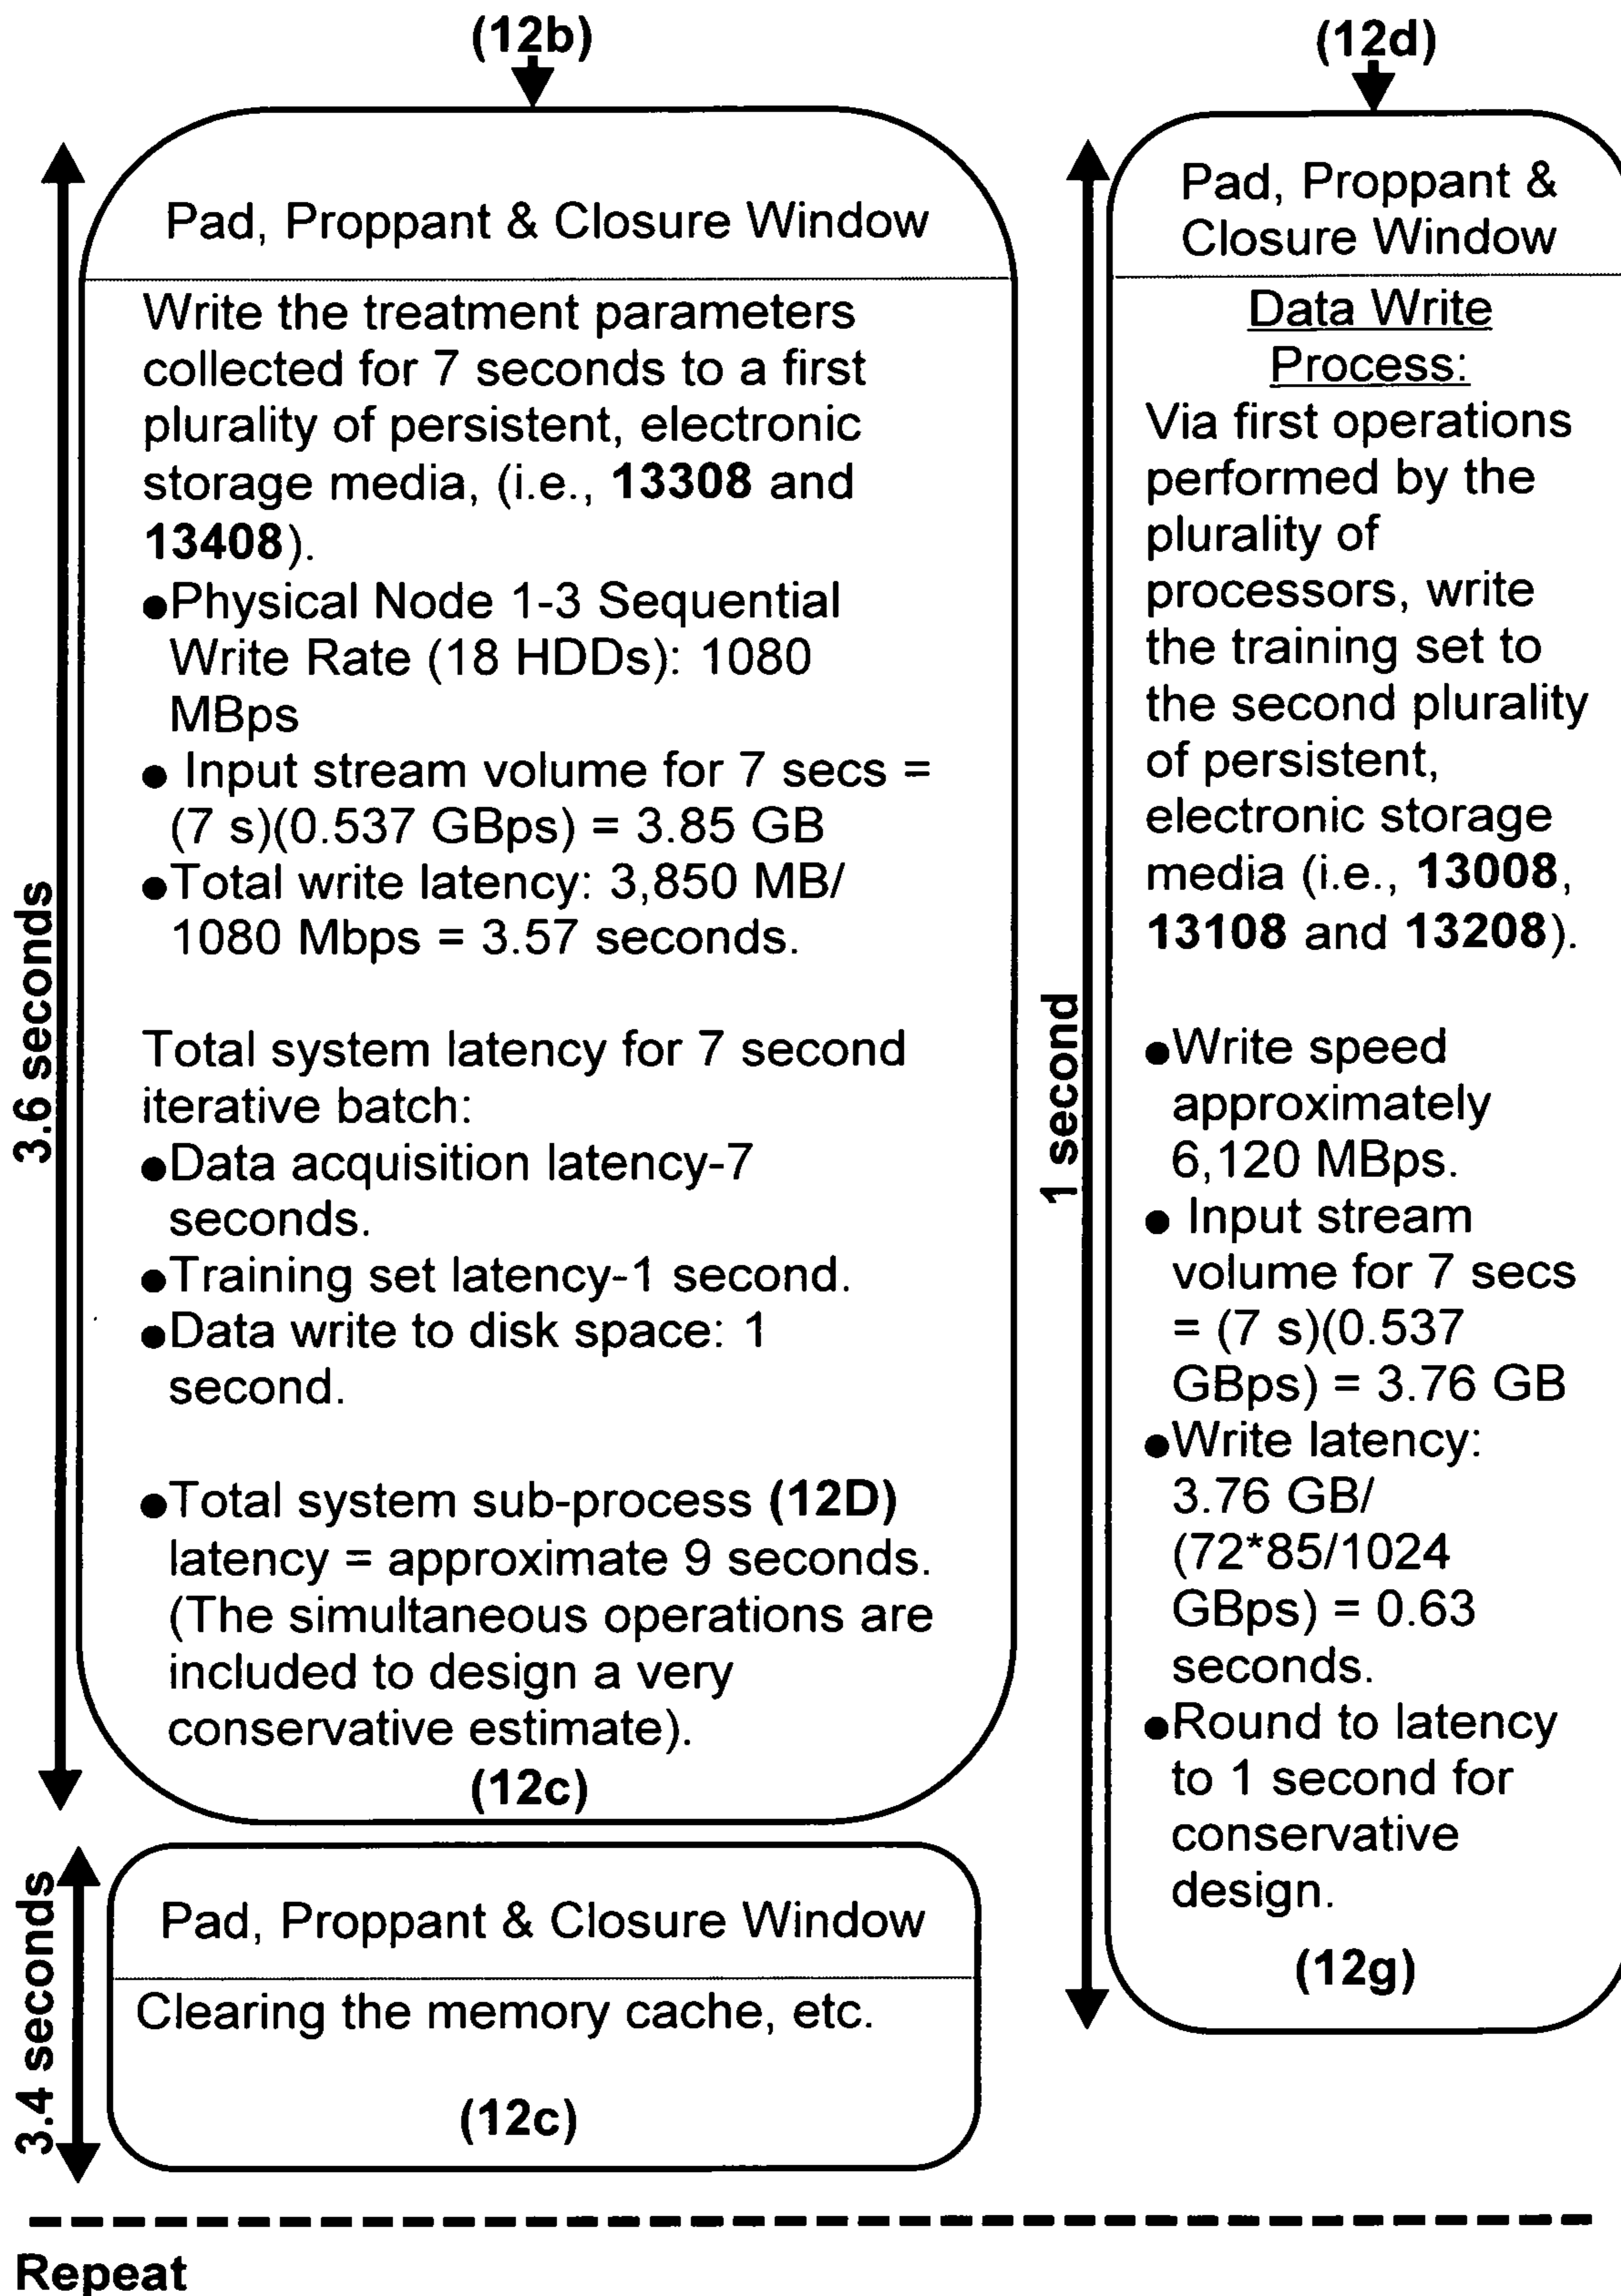 (12b)
3.6 seconds
Pad, Proppant & Closure Window
Write the treatment parameters
collected for 7 seconds to a first
plurality of persistent, electronic
storage media, (i.e., 13308 and
13408).
●Physical Node 1-3 Sequential
Write Rate (18 HDDs): 1080
MBps
● Input stream volume for 7 secs =
(7 s)(0.537 GBps) = 3.85 GB
●Total write latency: 3,850 MB/
1080 Mbps = 3.57 seconds.
Total system latency for 7 second
iterative batch:
●Data acquisition latency-7
seconds.
●Training set latency-1 second.
●Data write to disk space: 1
second.
●Total system sub-process (12D)
latency = approximate 9 seconds.
(The simultaneous operations are
included to design a very
conservative estimate).
(12c)
3.4 seconds
Pad, Proppant & Closure Window
Clearing the memory cache, etc.
(12c)
(12d)
1 second
Pad, Proppant &
Closure Window
Data Write
Process:
Via first operations
performed by the
plurality of
processors, write
the training set to
the second plurality
of persistent,
electronic storage
media (i.e., 13008,
13108 and 13208).
●Write speed
approximately
6,120 MBps.
● Input stream
volume for 7 secs
= (7 s)(0.537
GBps) = 3.76 GB
●Write latency:
3.76 GB/
(72*85/1024
GBps) = 0.63
seconds.
●Round to latency
to 1 second for
conservative
design.
(12g)
Repeat